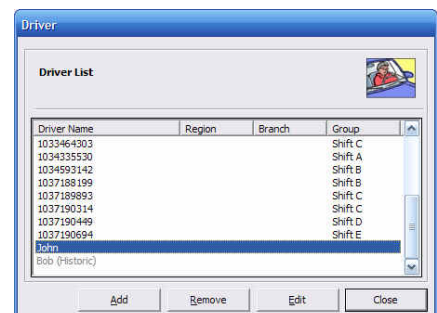 Driver
Driver List
Driver Name Region Branch Group
1033464303 Shift C
1034335530 Shift A
1034593142 Shift B
1037188199 Shift B
1037189893 Shift C
1037190314 Shift C
1037190449 Shift D
1037190694 Shift E
John
Bob (Historic)
Add Remove Edit Close